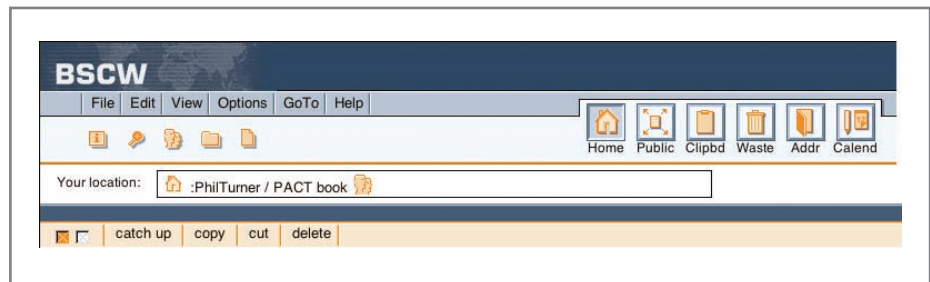 BSCW
File Edit View Options GoTo Help
Home Public Clipbd Waste Addr Calend
Your location: :PhilTurner / PACT book
catch up copy cut delete